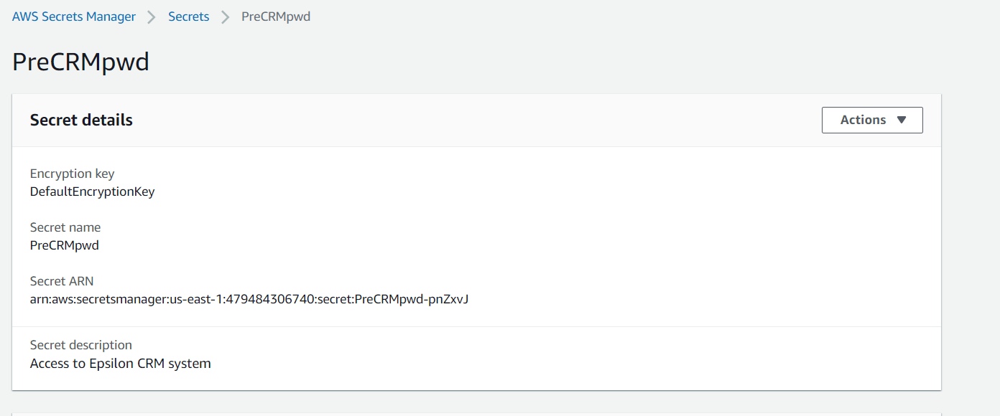 AWS Secrets Manager > Secrets > PreCRMpwd
PreCRMpwd
Secret details
Actions
Encryption key
DefaultEncryptionKey
Secret name
PreCRMpwd
Secret ARN
arn:aws:secretsmanager:us-east-1:479484306740:secret:PreCRMpwd-pnZxvJ
Secret description
Access to Epsilon CRM system